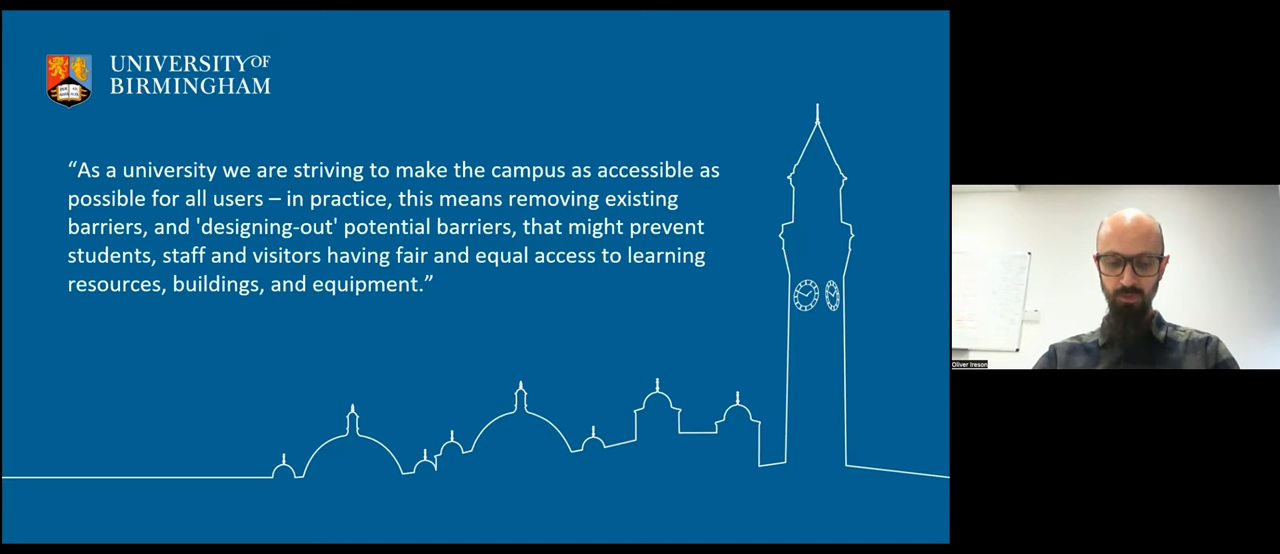 UNIVERSITY OF
BIRMINGHAM
“As a university we are striving to make the campus as accessible as
possible for all users – in practice, this means removing existing
barriers, and 'designing-out' potential barriers, that might prevent
students, staff and visitors having fair and equal access to learning
resources, buildings, and equipment.”
Oliver Ireson